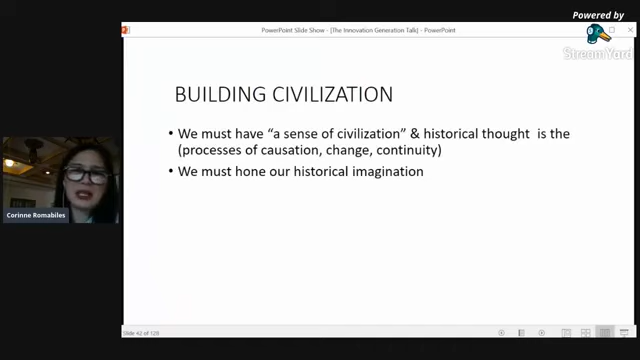 Powered by
StreamYard
PowerPoint Slide Show - [The Innovation Generation Talk] - PowerPoint
BUILDING CIVILIZATION
• We must have “a sense of civilization” & historical thought is the
(processes of causation, change, continuity)
• We must hone our historical imagination
Corinne Romabiles
Slide 42 of 128